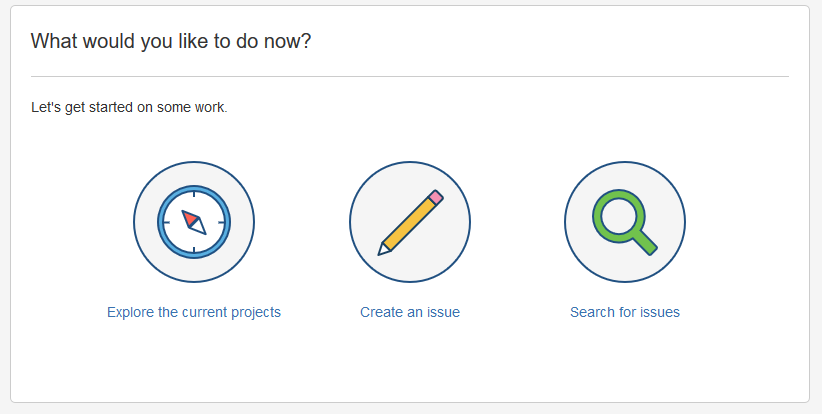 What would you like to do now?
Let's get started on some work.
Explore the current projects
Create an issue
Search for issues